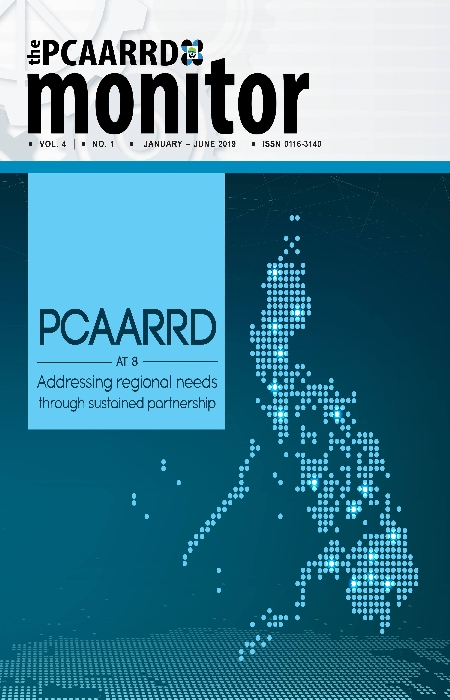 the PCAARRD
monitor
▪ VOL. 4 | ▪ NO. 1 ▪ JANUARY – JUNE 2019 ▪ ISSN 0116-3140
PCAARRD
AT 8
Addressing regional needs
through sustained partnership